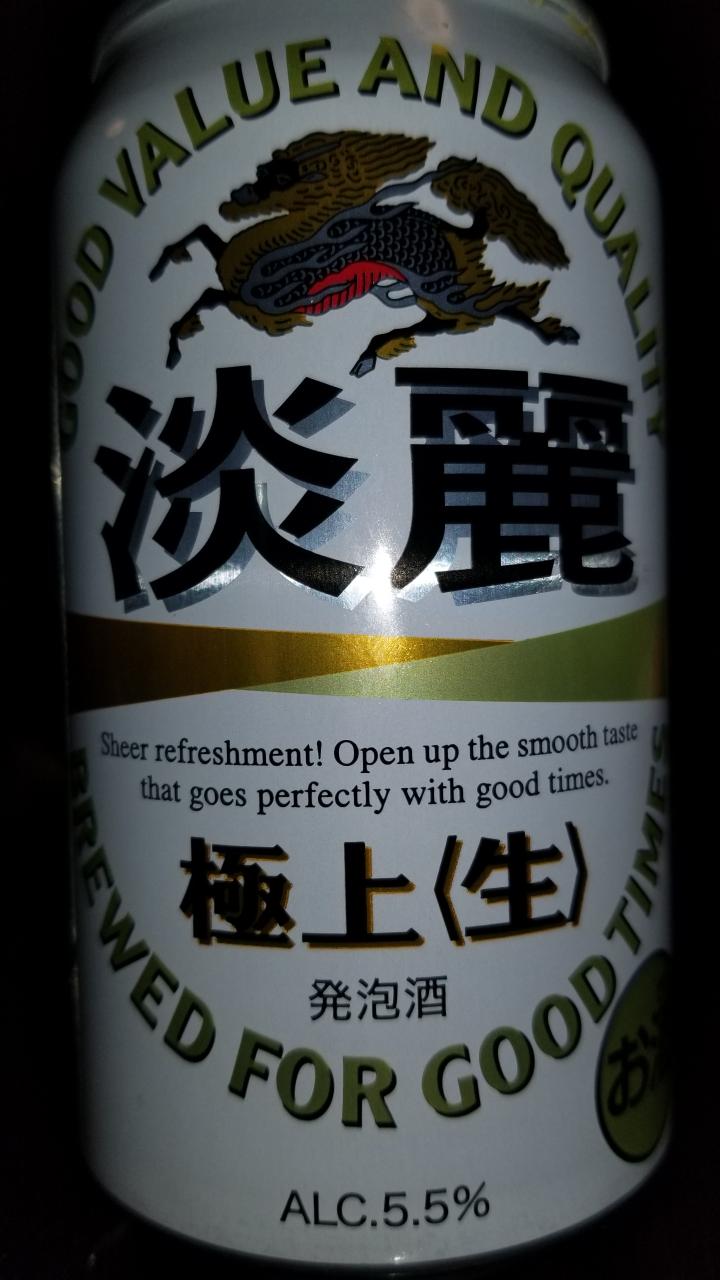 GOOD VALUE AND QUALITY
淡麗
Sheer refreshment! Open up the smooth taste
that goes perfectly with good times.
極上〈生〉
発泡酒
BREWED FOR GOOD TIMES
お
ALC.5.5%